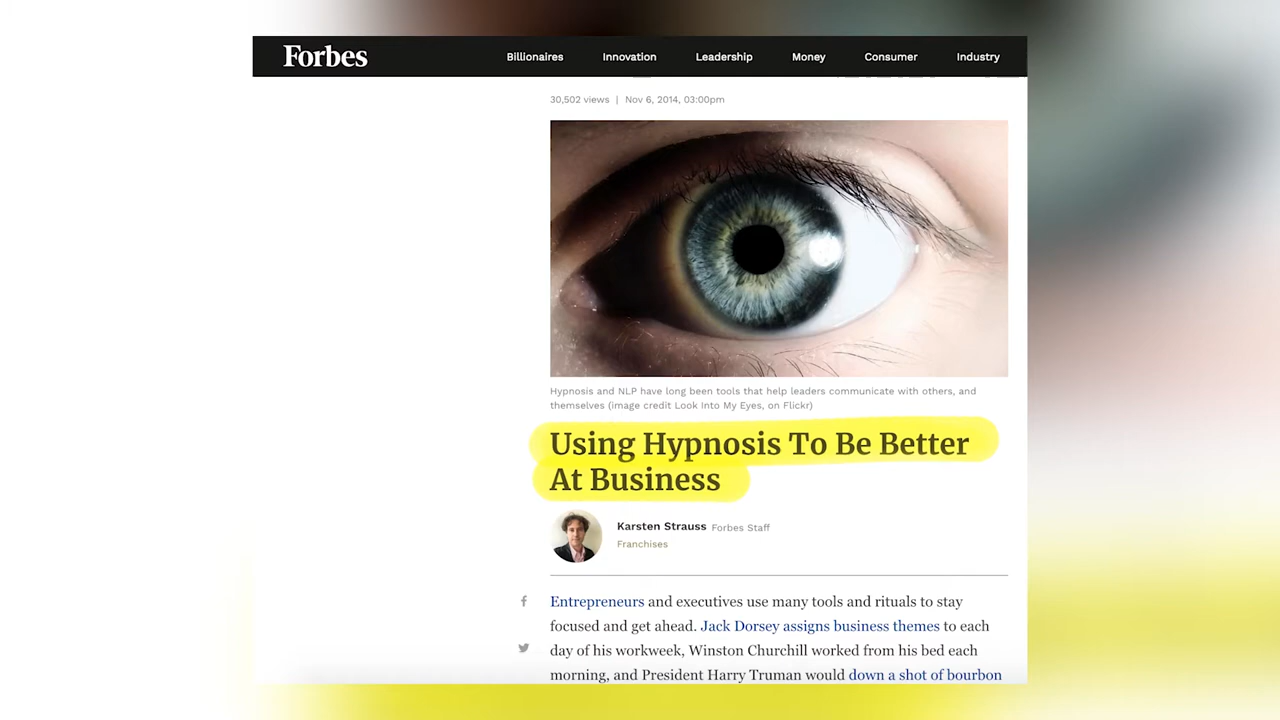 Forbes
Billionaires Innovation Leadership Money Consumer Industry
30,502 views | Nov 6, 2014, 03:00pm
Hypnosis and NLP have long been tools that help leaders communicate with others, and
themselves (image credit Look Into My Eyes, on Flickr)
Using Hypnosis To Be Better
At Business
Karsten Strauss Forbes Staff
Franchises
Entrepreneurs and executives use many tools and rituals to stay
focused and get ahead. Jack Dorsey assigns business themes to each
day of his workweek, Winston Churchill worked from his bed each
morning, and President Harry Truman would down a shot of bourbon